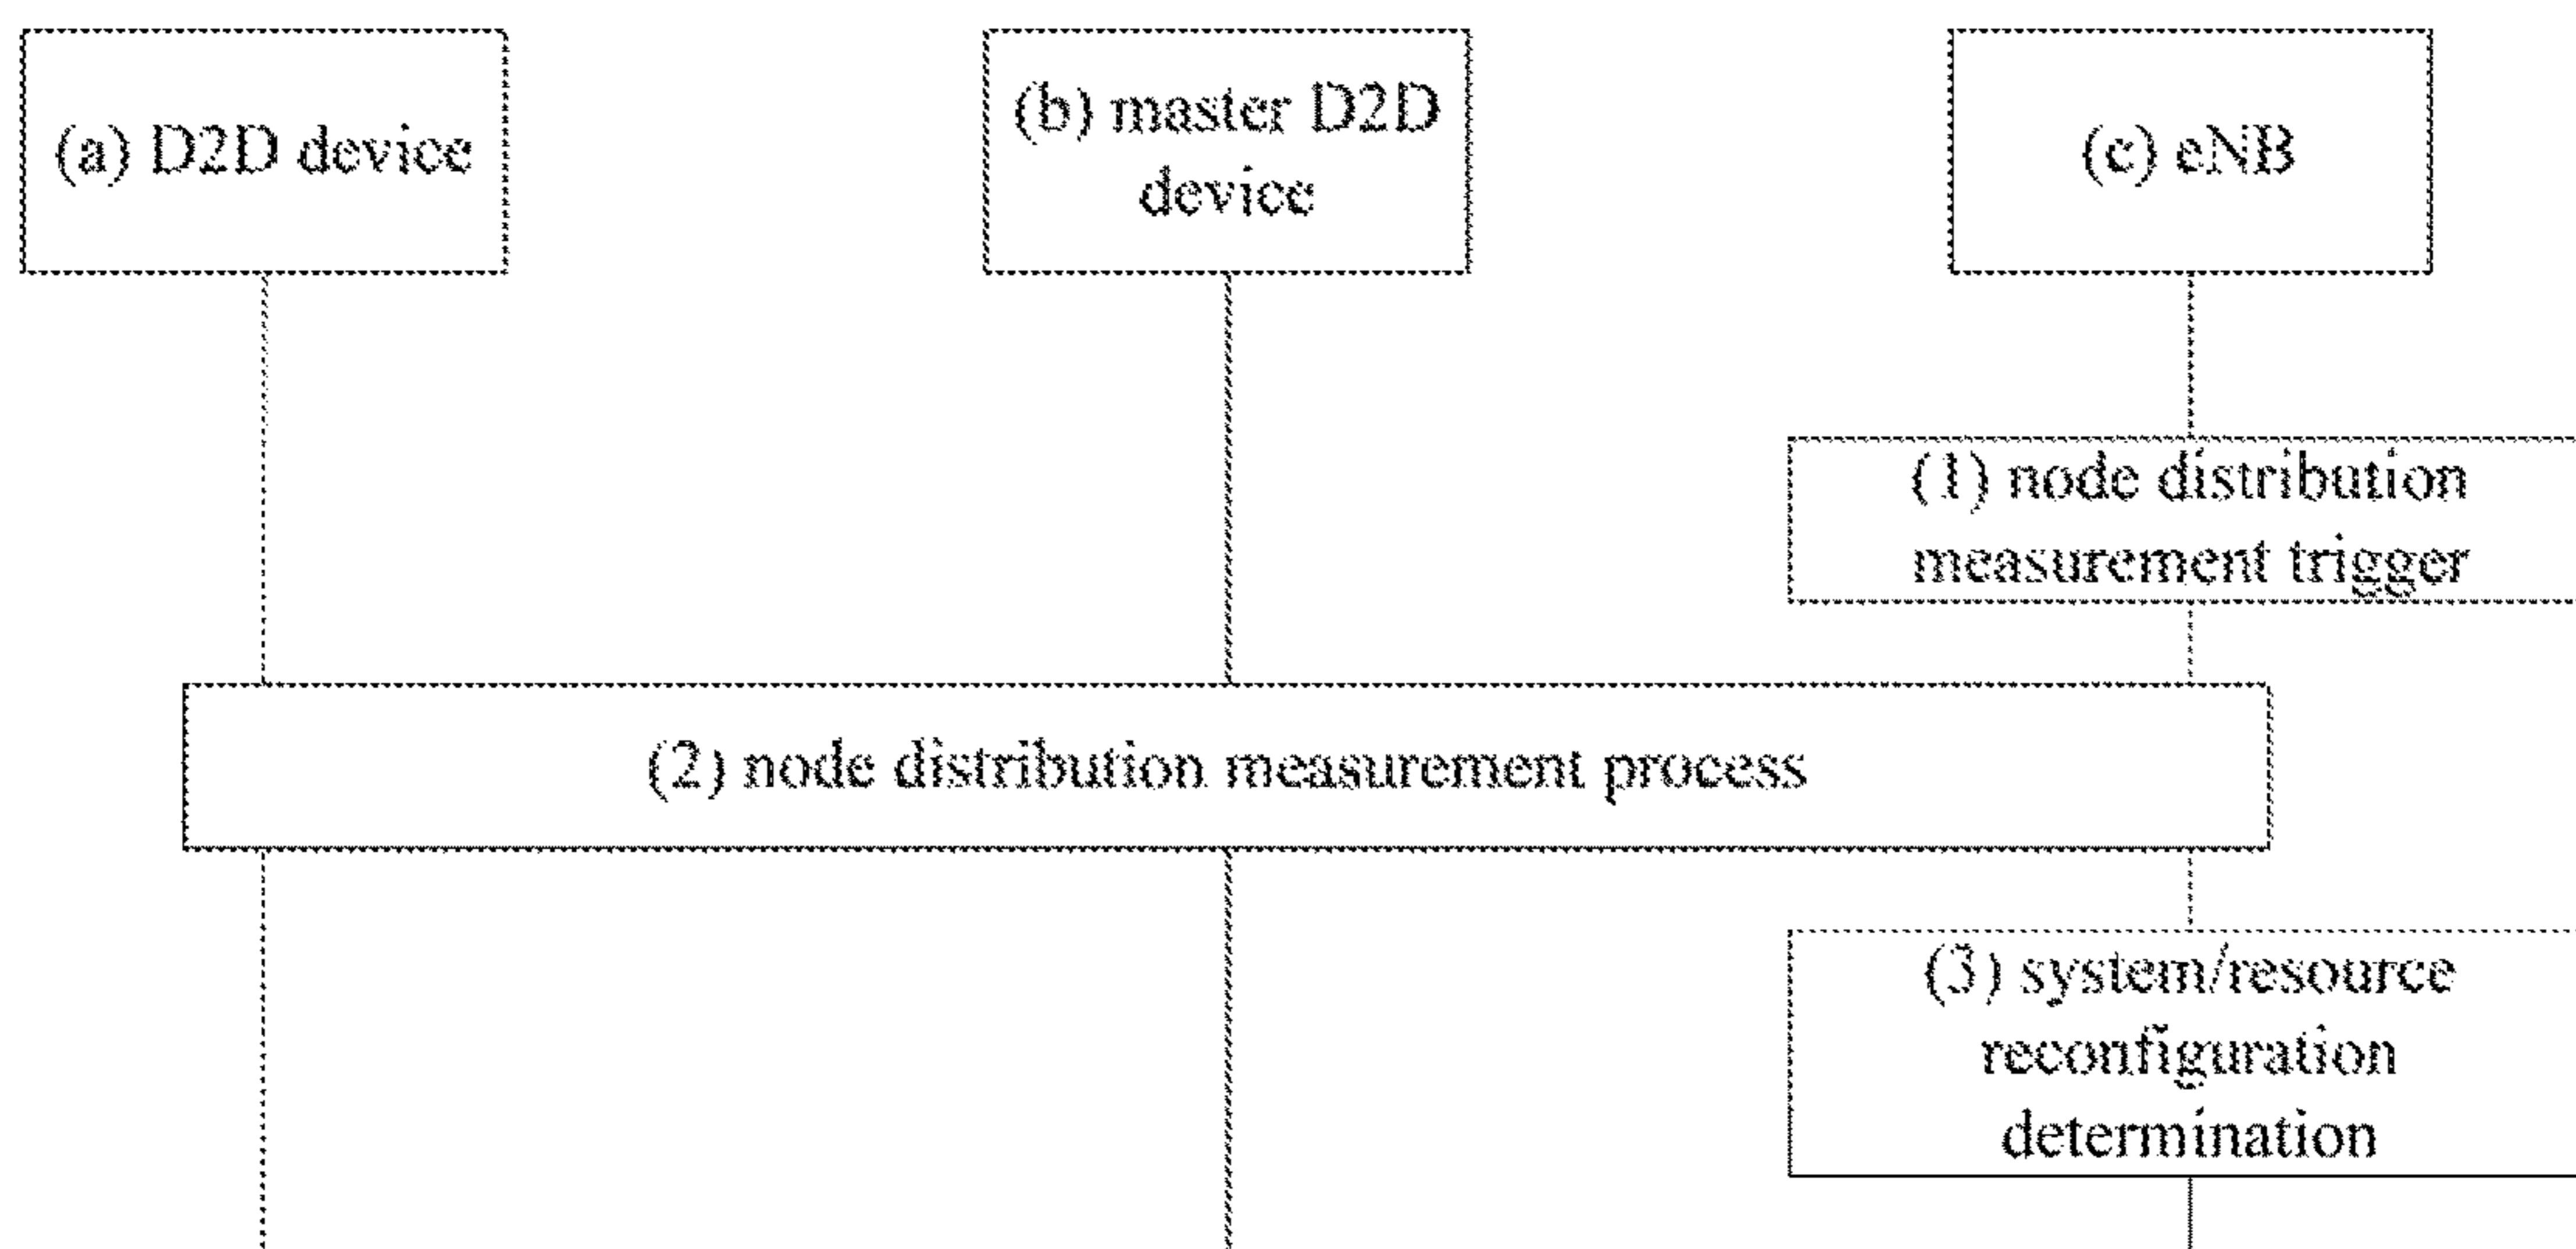 (a) D2D device
(b) master D2D
device
(c) eNB
(1) node distribution
measurement trigger
(2) node distribution measurement process
(3) system/resource
reconfiguration
determination